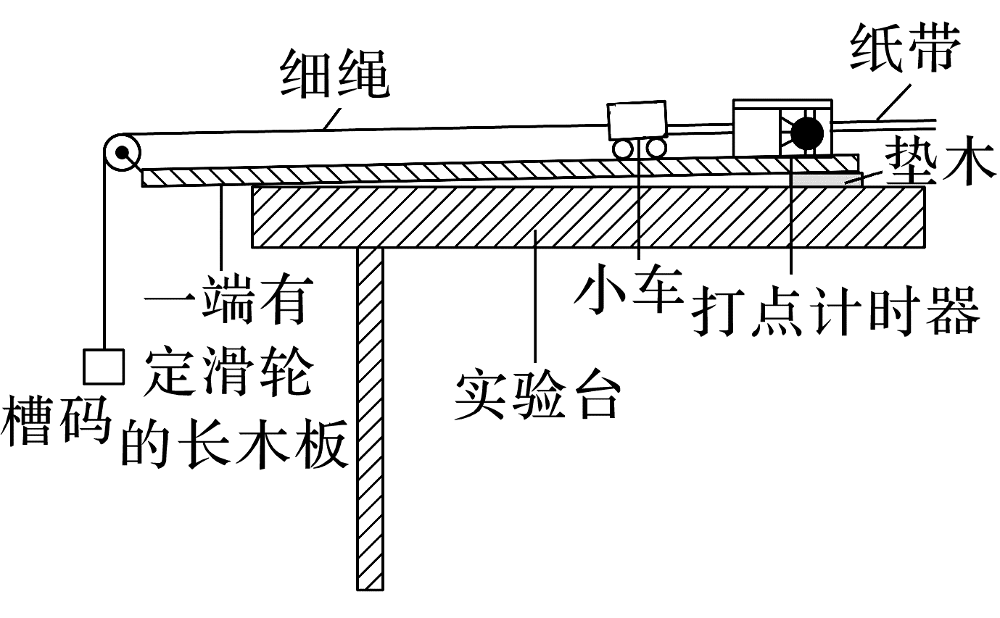 纸带
细绳
垫木
小车
打点计时器
一端有
定滑轮
的长木板
实验台
槽码